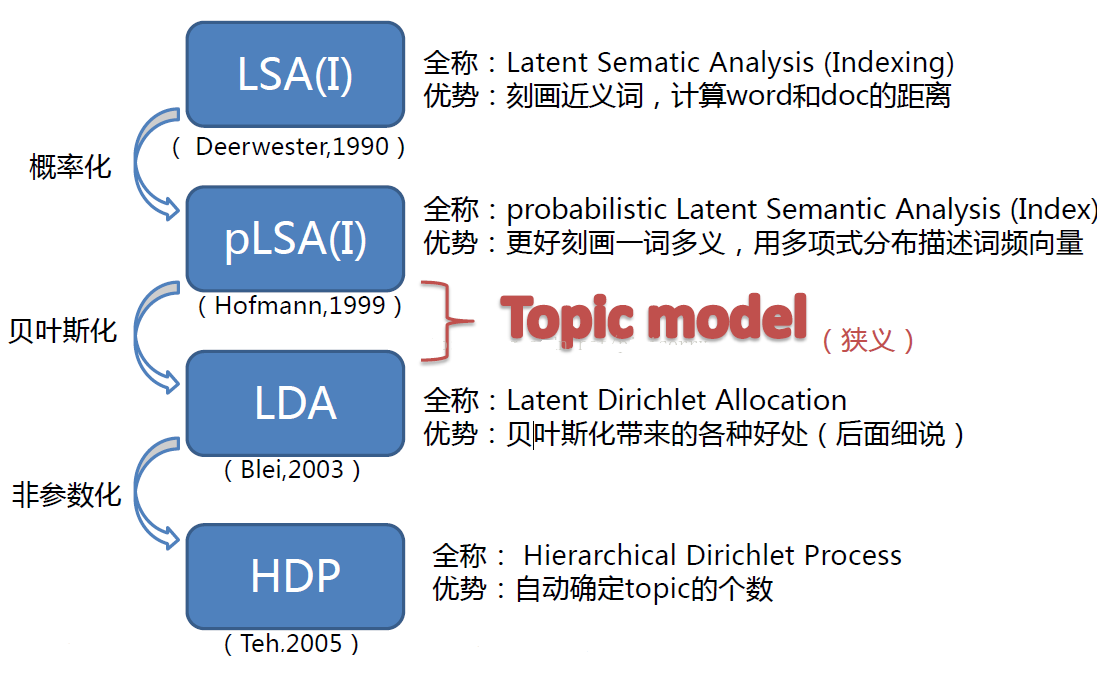 LSA(I)
全称：Latent Sematic Analysis (Indexing)
优势：刻画近义词，计算word和doc的距离
（ Deerwester,1990 ）
概率化
pLSA(I)
全称：probabilistic Latent Semantic Analysis (Index)
优势：更好刻画一词多义，用多项式分布描述词频向量
（ Hofmann,1999 ）
贝叶斯化
Topic model
（狭义）
LDA
全称：Latent Dirichlet Allocation
优势：贝叶斯化带来的各种好处（后面细说）
（ Blei,2003 ）
非参数化
HDP
全称： Hierarchical Dirichlet Process
优势：自动确定topic的个数
（ Teh.2005 ）